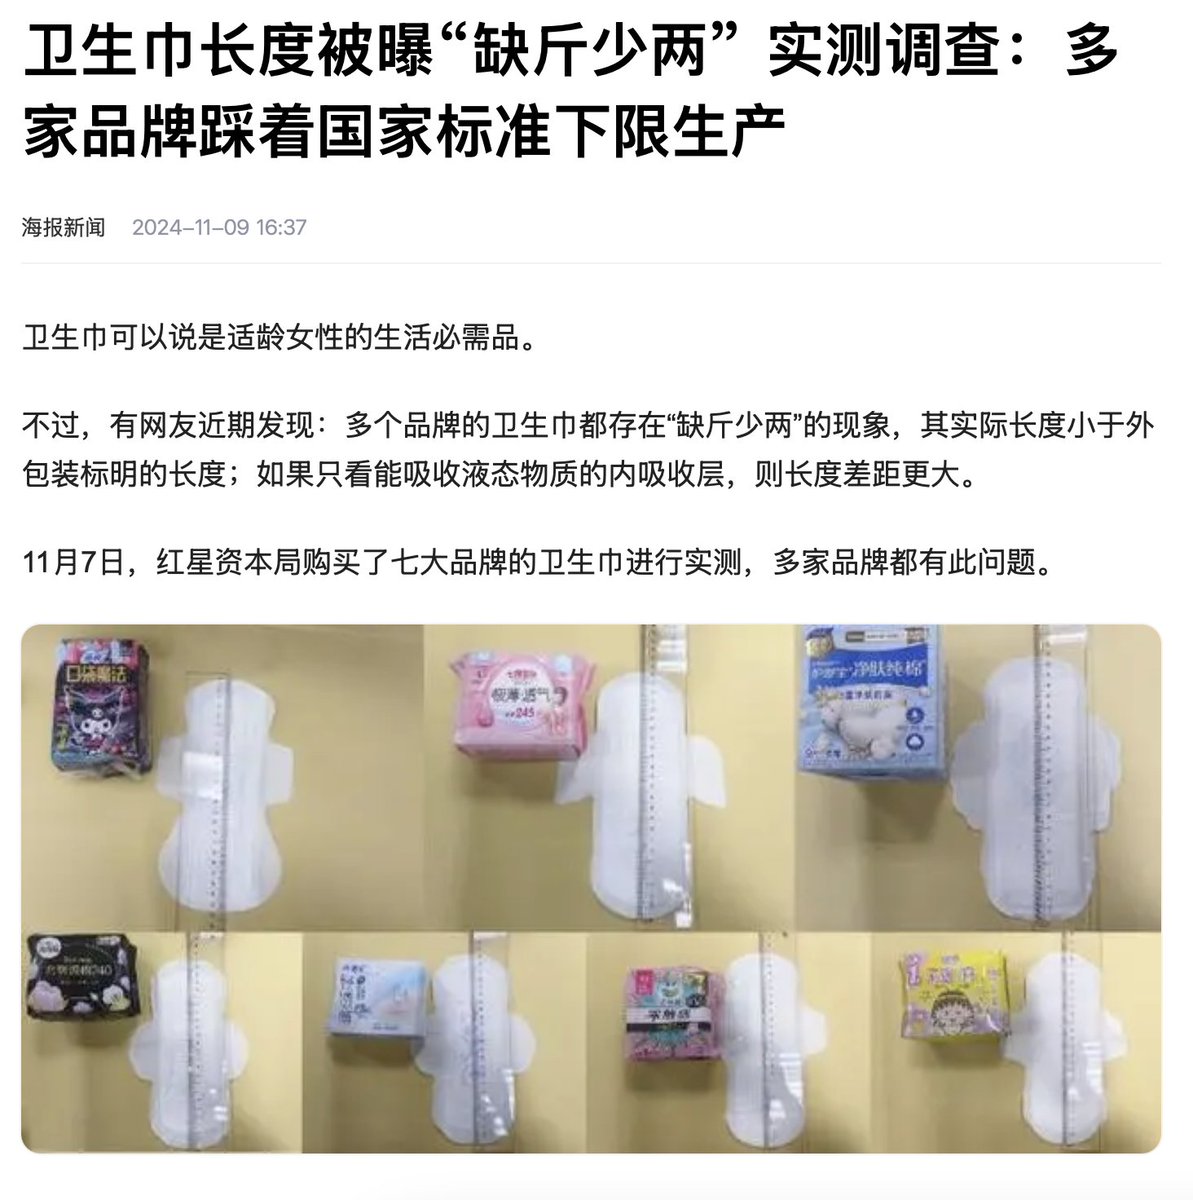 卫生巾长度被曝“缺斤少两” 实测调查：多
家品牌踩着国家标准下限生产
海报新闻 2024-11-09 16:37
卫生巾可以说是适龄女性的生活必需品。
不过，有网友近期发现：多个品牌的卫生巾都存在“缺斤少两”的现象，其实际长度小于外
包装标明的长度；如果只看能吸收液态物质的内吸收层，则长度差距更大。
11月7日，红星资本局购买了七大品牌的卫生巾进行实测，多家品牌都有此问题。
口袋魔法
极薄·透气
245
净肤纯棉